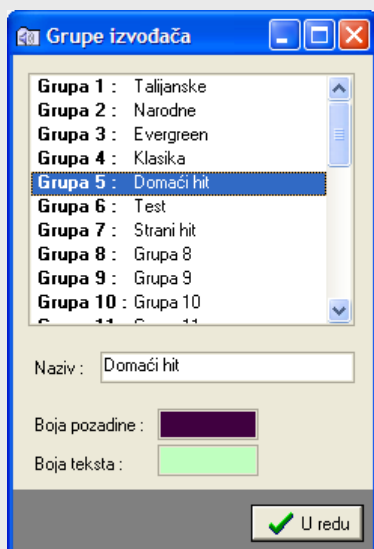 Grupe izvođača
Grupa 1 : Talijanske
Grupa 2 : Narodne
Grupa 3 : Evergreen
Grupa 4 : Klasika
Grupa 5 : Domaći hit
Grupa 6 : Test
Grupa 7 : Strani hit
Grupa 8 : Grupa 8
Grupa 9 : Grupa 9
Grupa 10 : Grupa 10
Naziv : Domaći hit
Boja pozadine :
Boja teksta :
U redu